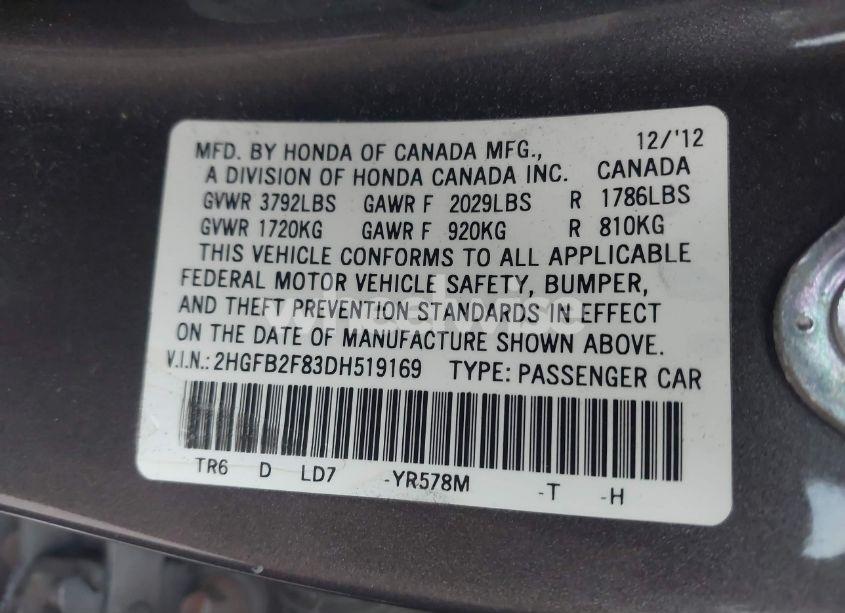 MFD. BY HONDA OF CANADA MFG., 12/'12
A DIVISION OF HONDA CANADA INC. CANADA
GVWR 3792LBS GAWR F 2029LBS R 1786LBS
GVWR 1720KG GAWR F 920KG R 810KG
THIS VEHICLE CONFORMS TO ALL APPLICABLE
FEDERAL MOTOR VEHICLE SAFETY, BUMPER,
AND THEFT PREVENTION STANDARDS IN EFFECT
ON THE DATE OF MANUFACTURE SHOWN ABOVE.
V.I.N.: 2HGFB2F83DH519169 TYPE: PASSENGER CAR
TR6 D LD7 -YR578M -T -H